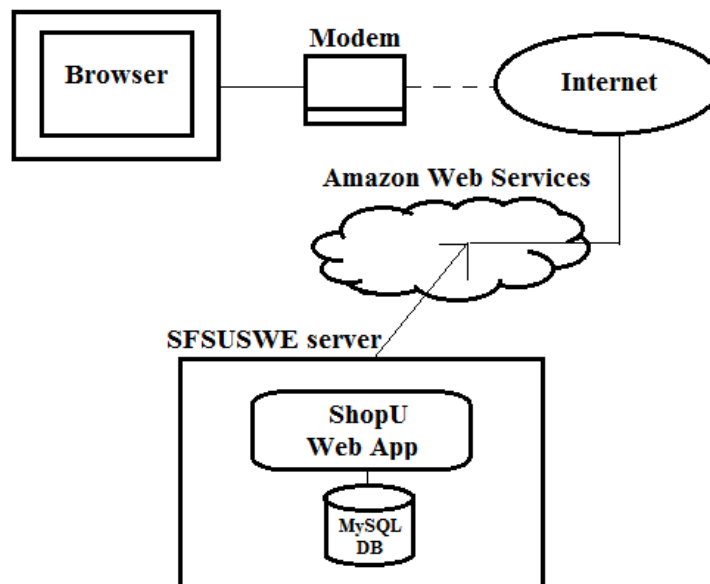 Modem
Browser
Internet
Amazon Web Services
SFSUSWE server
ShopU
Web App
MySQL
DB